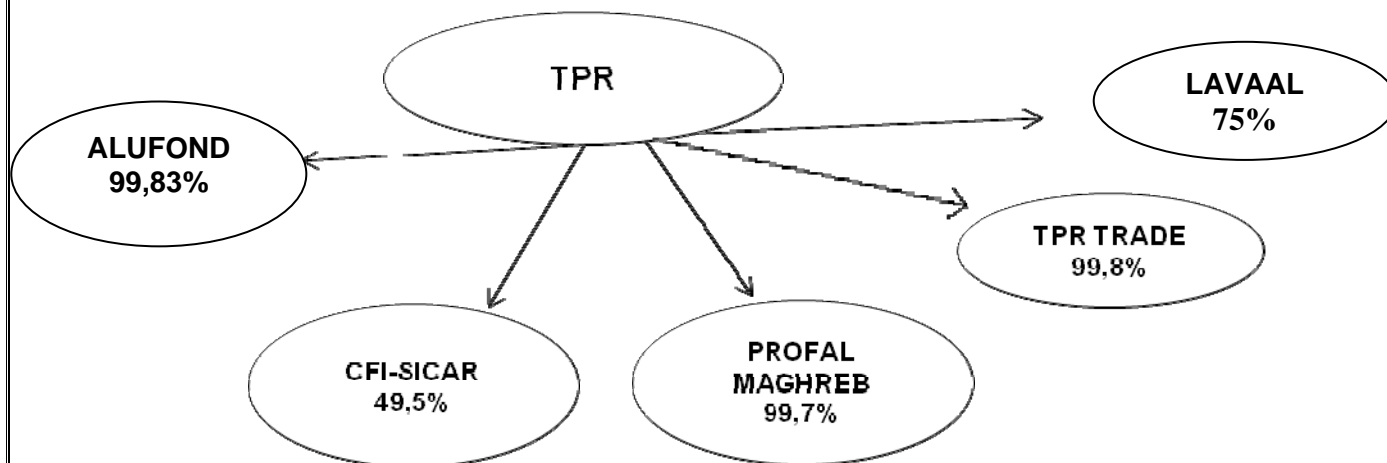 TPR
LAVAAL
75%
ALUFOND
99,83%
TPR TRADE
99,8%
CFI-SICAR
49,5%
PROFAL
MAGHREB
99,7%